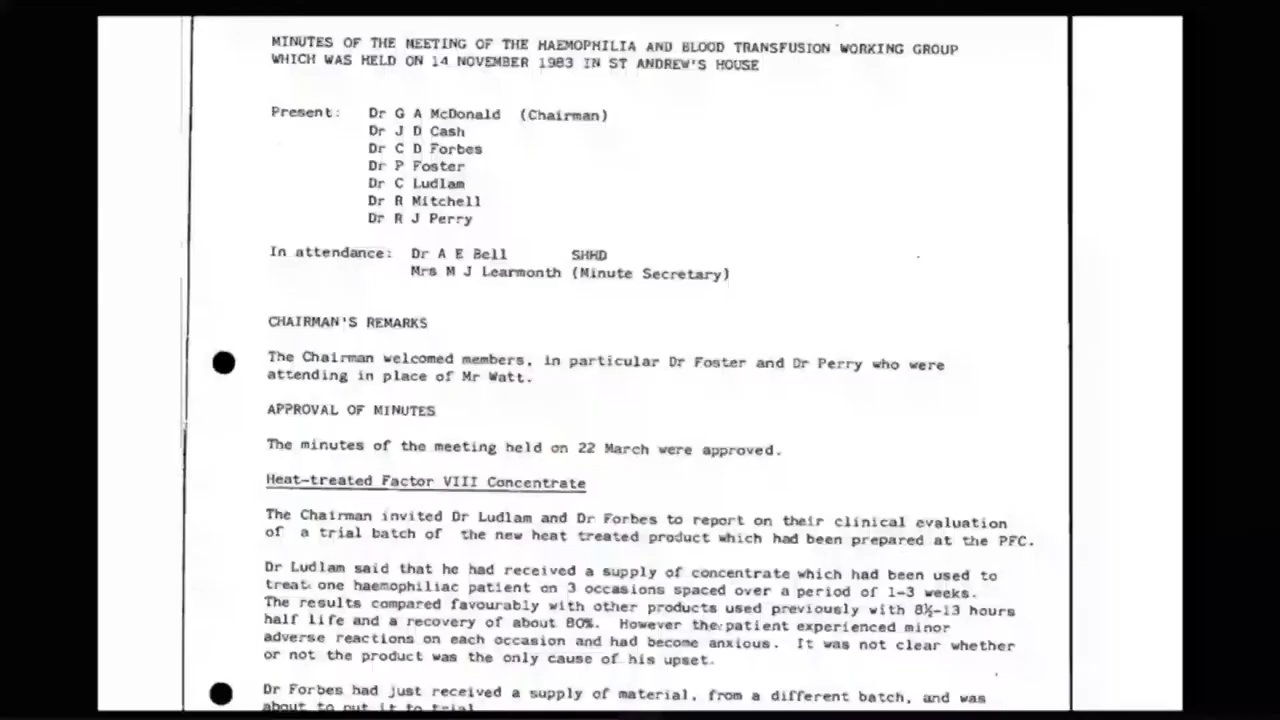 MINUTES OF THE MEETING OF THE HAEMOPHILIA AND BLOOD TRANSFUSION WORKING GROUP
WHICH WAS HELD ON 14 NOVEMBER 1983 IN ST ANDREW'S HOUSE
Present: Dr G A McDonald (Chairman)
Dr J D Cash
Dr C D Forbes
Dr P Foster
Dr C Ludlam
Dr R Mitchell
Dr R J Perry
In attendance: Dr A E Bell SHHD
Mrs M J Learmonth (Minute Secretary)
CHAIRMAN'S REMARKS
The Chairman welcomed members, in particular Dr Foster and Dr Perry who were
attending in place of Mr Watt.
APPROVAL OF MINUTES
The minutes of the meeting held on 22 March were approved.
Heat-treated Factor VIII Concentrate
The Chairman invited Dr Ludlam and Dr Forbes to report on their clinical evaluation
of a trial batch of the new heat treated product which had been prepared at the PFC.
Dr Ludlam said that he had received a supply of concentrate which had been used to
treat one haemophiliac patient on 3 occasions spaced over a period of 1-3 weeks.
The results compared favourably with other products used previously with 8½-13 hours
half life and a recovery of about 80%. However the patient experienced minor
adverse reactions on each occasion and had become anxious. It was not clear whether
or not the product was the only cause of his upset.
Dr Forbes had just received a supply of material, from a different batch, and was
about to put it to trial